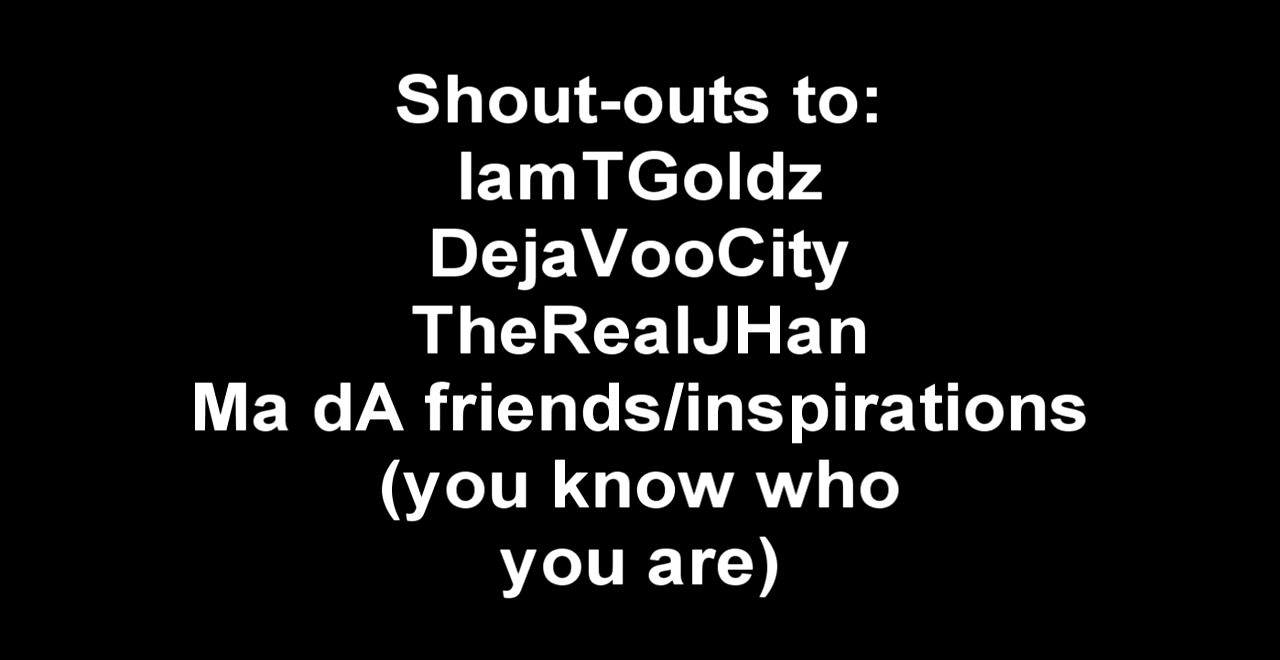 Shout-outs to:
IamTGoldz
DejaVooCity
TheRealJHan
Ma dA friends/inspirations
(you know who
you are)